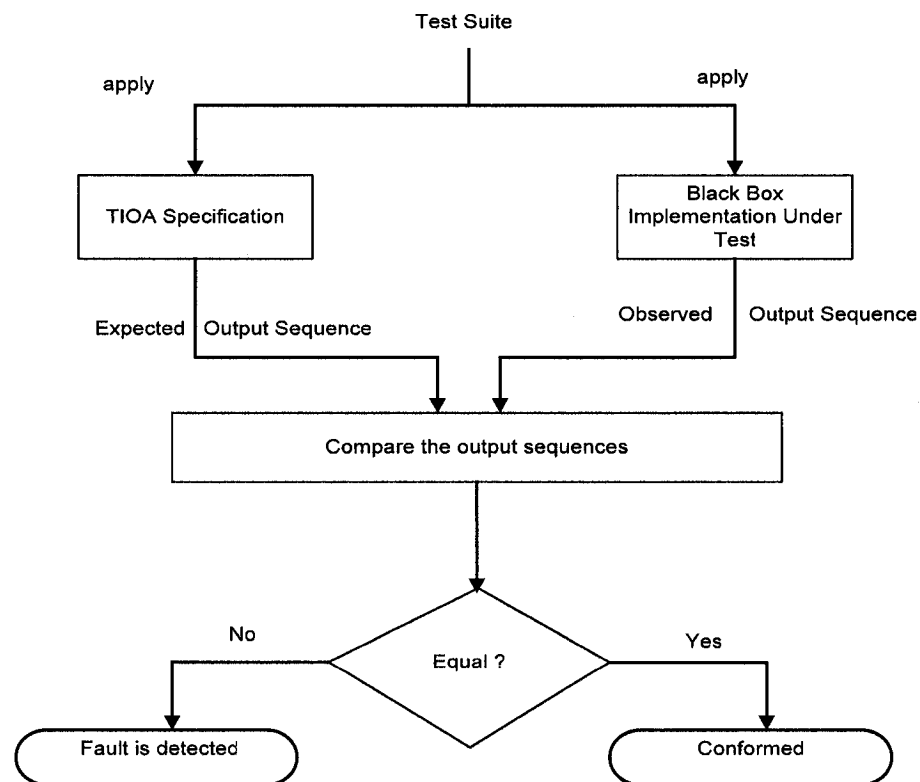 Test Suite
apply
apply
TIOA Specification
Black Box
Implementation Under
Test
Expected Output Sequence
Observed Output Sequence
Compare the output sequences
Equal ?
No
Yes
Fault is detected
Conformed